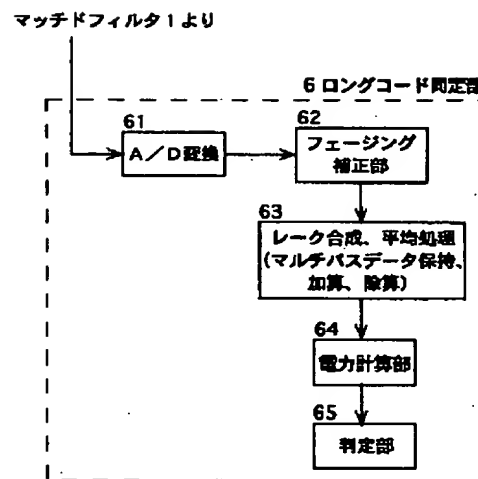 マッチドフィルタ1より
6 ロングコード同定部
61
A/D変換
62
フェージング
補正部
63
レーク合成、平均処理
(マルチパスデータ保持、
加算、除算)
64
電力計算部
65
判定部